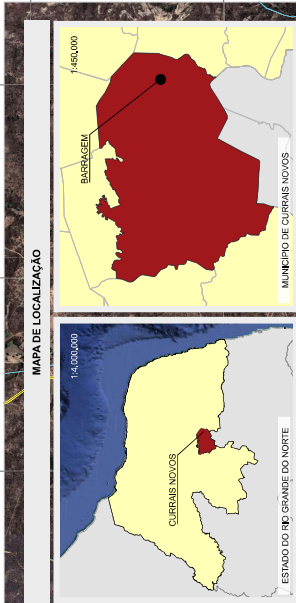 MAPA DE LOCALIZAÇÃO
1:4,000,000
CURRAIS NOVOS
ESTADO DO RIO GRANDE DO NORTE
1:450,000
BARRAGEM
MUNICÍPIO DE CURRAIS NOVOS